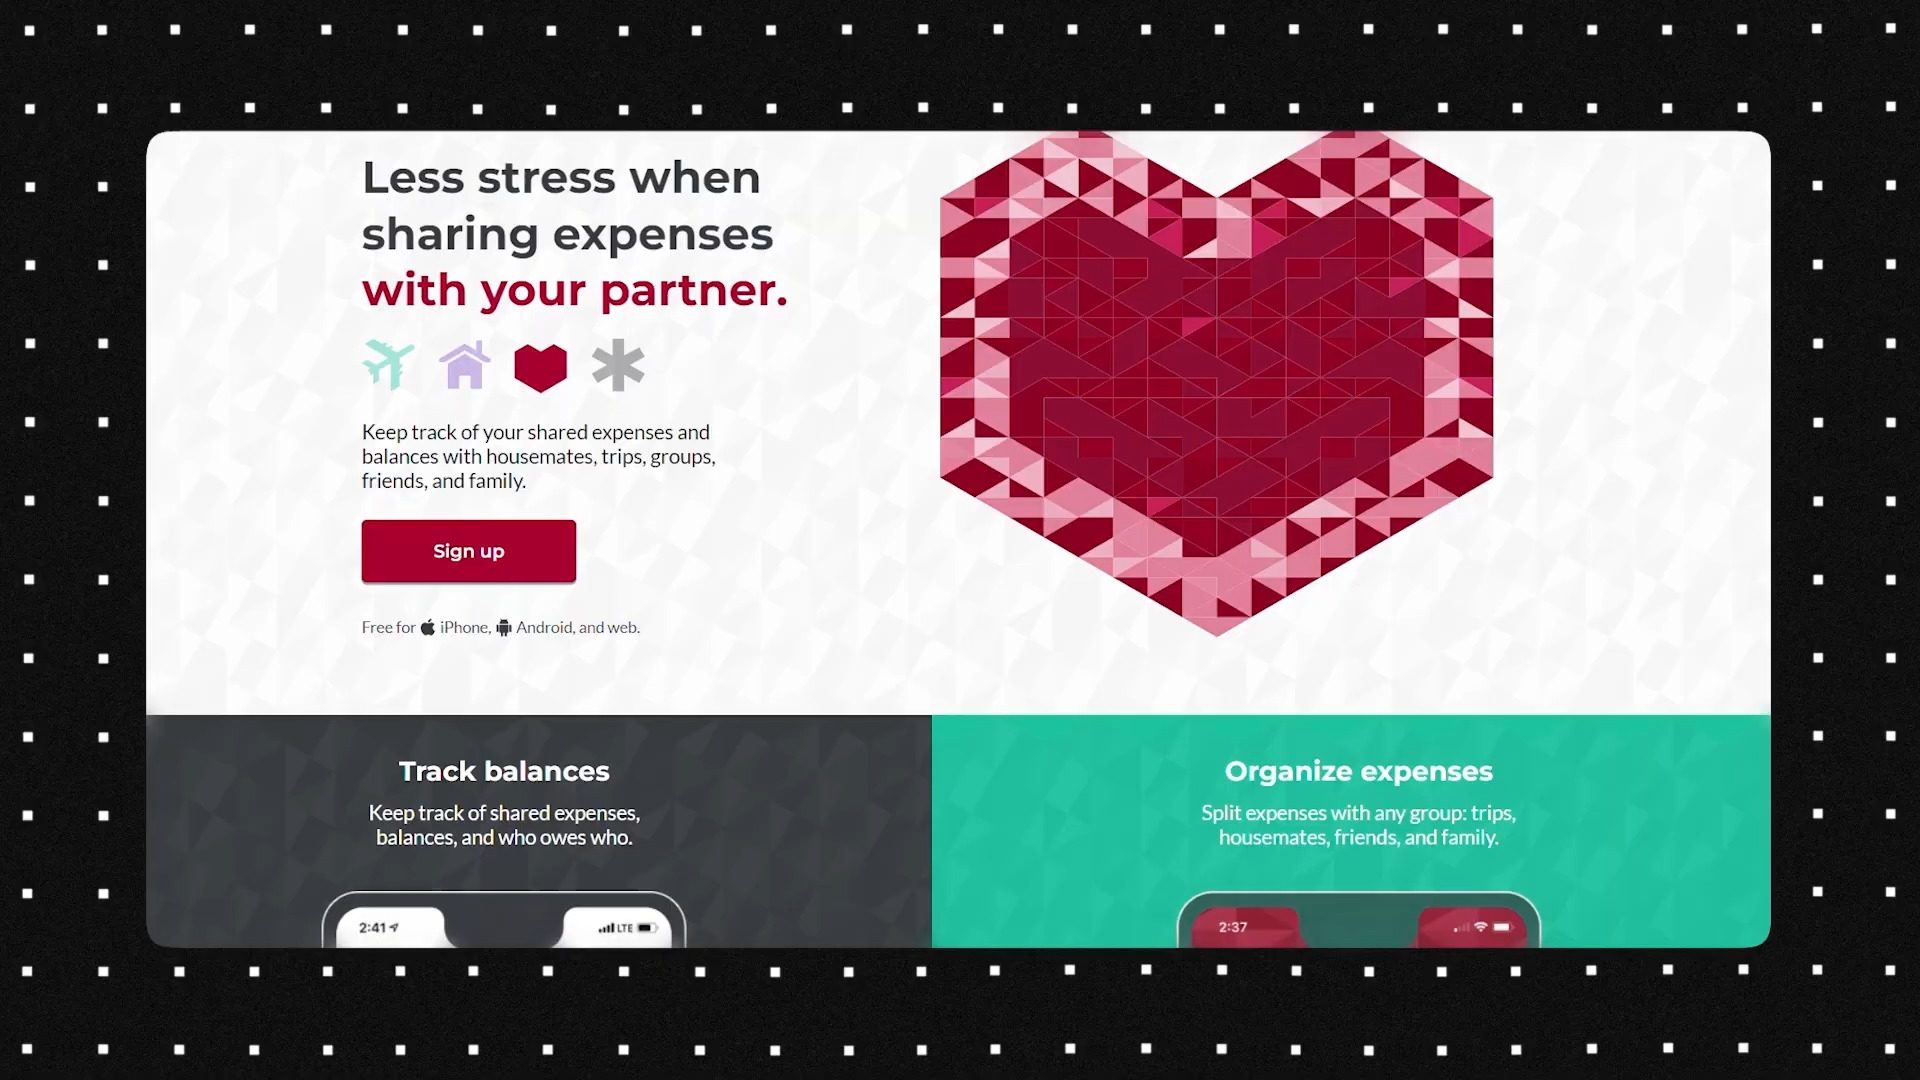 Less stress when
sharing expenses
with your partner.
Keep track of your shared expenses and
balances with housemates, trips, groups,
friends, and family.
Sign up
Free for iPhone, Android, and web.
Track balances
Keep track of shared expenses,
balances, and who owes who.
2:41
LTE
Organize expenses
Split expenses with any group: trips,
housemates, friends, and family.
2:37